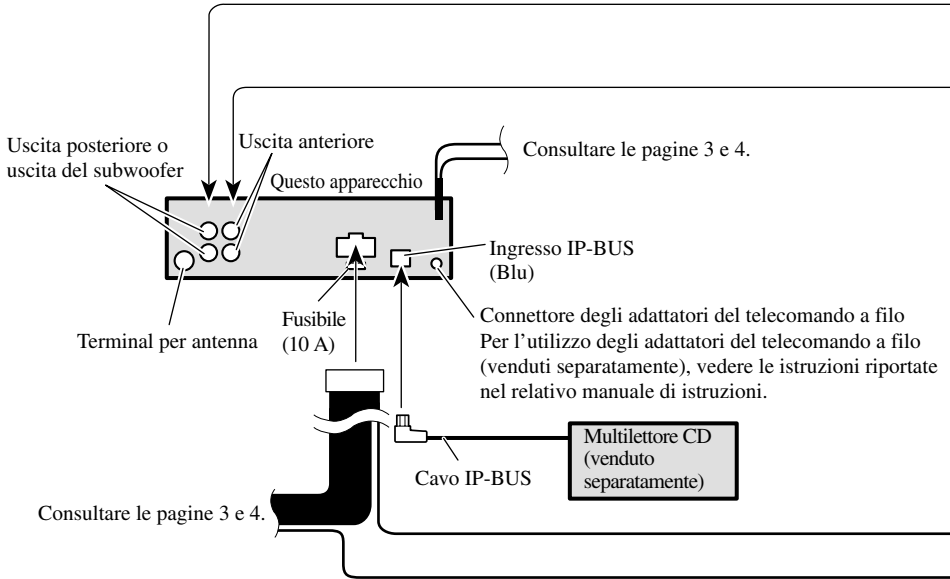 Uscita posteriore o
uscita del subwoofer
Uscita anteriore
Consultare le pagine 3 e 4.
Questo apparecchio
Ingresso IP-BUS
(Blu)
Terminal per antenna
Fusibile
(10 A)
Connettore degli adattatori del telecomando a filo
Per l'utilizzo degli adattatori del telecomando a filo
(venduti separatamente), vedere le istruzioni riportate
nel relativo manuale di istruzioni.
Multilettore CD
(venduto
separatamente)
Cavo IP-BUS
Consultare le pagine 3 e 4.